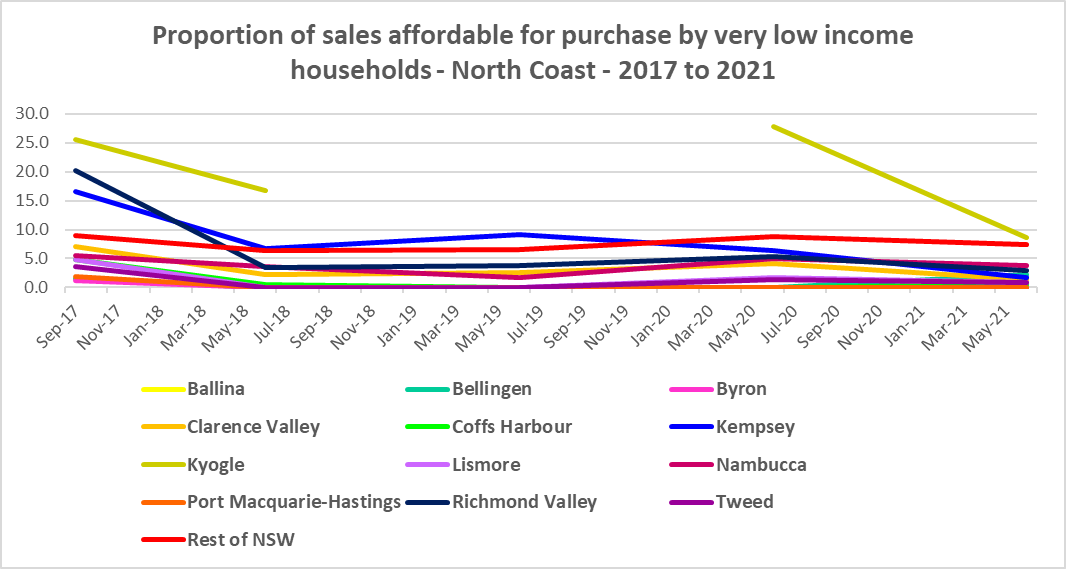 Proportion of sales affordable for purchase by very low income
households - North Coast - 2017 to 2021
30.0
25.0
20.0
15.0
10.0
5.0
0.0
Sep-17 Nov-17 Jan-18 Mar-18 May-18 Jul-18 Sep-18 Nov-18 Jan-19 Mar-19 May-19 Jul-19 Sep-19 Nov-19 Jan-20 Mar-20 May-20 Jul-20 Sep-20 Nov-20 Jan-21 Mar-21 May-21
Ballina Bellingen Byron
Clarence Valley Coffs Harbour Kempsey
Kyogle Lismore Nambucca
Port Macquarie-Hastings Richmond Valley Tweed
Rest of NSW